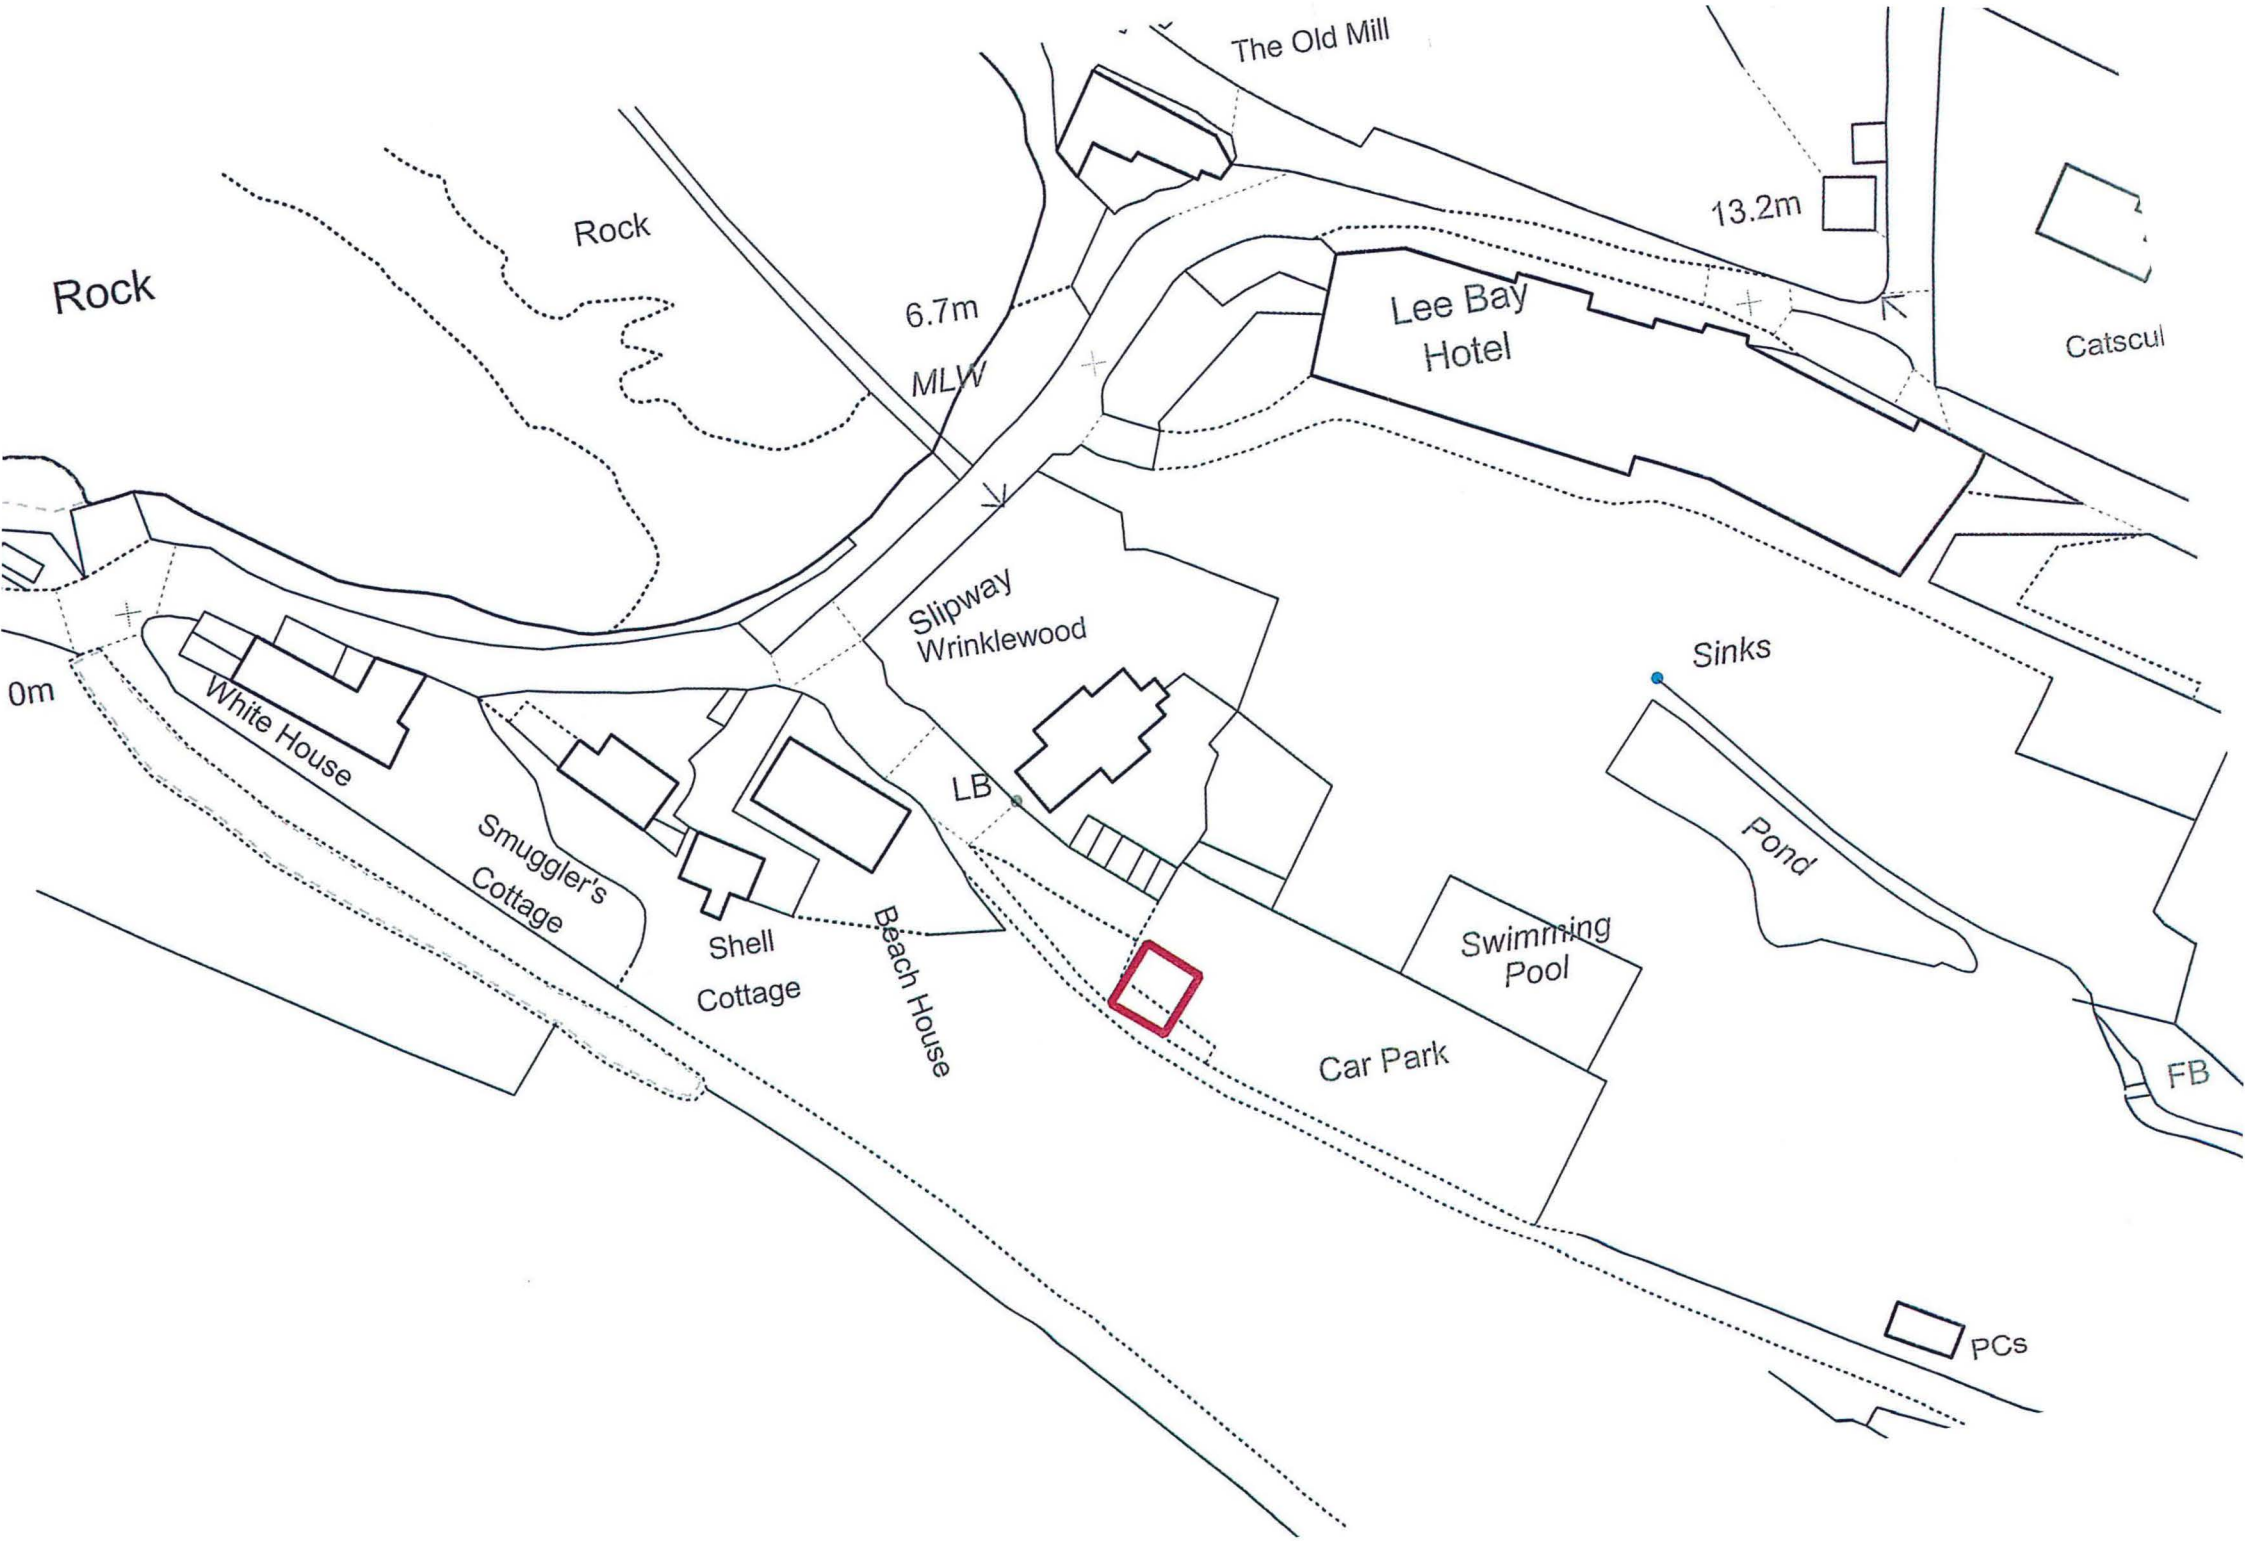 The Old Mill
Rock
13.2m
Rock
6.7m
Lee Bay
Hotel
Catscul
MLW
Slipway
Wrinklewood
Sinks
0m
White House
LB
Pond
Smuggler's
Cottage
Shell
Cottage
Beach House
Swimming
Pool
Car Park
FB
PCs